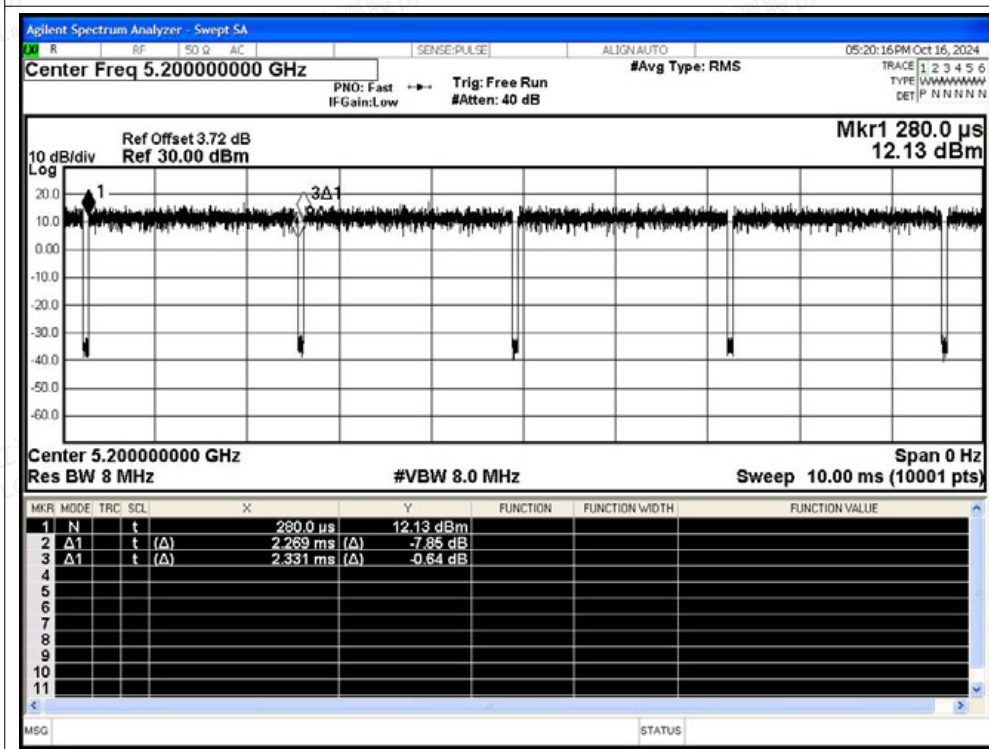 Agilent Spectrum Analyzer - Swept SA
R RF 50 Ω AC SENSE:PULSE ALIGN AUTO 05:20:16 PM Oct 16, 2024
Center Freq 5.200000000 GHz #Avg Type: RMS TRACE 1 2 3 4 5 6
PNO: Fast Trig: Free Run TYPE WWWWWW
IFGain:Low #Atten: 40 dB DET P N N N N N
Mkr1 280.0 µs
Ref Offset 3.72 dB
10 dB/div Ref 30.00 dBm 12.13 dBm
Log
20.0 1 3Δ1
10.0
0.00
-10.0
-20.0
-30.0
-40.0
-50.0
-60.0
Center 5.200000000 GHz Span 0 Hz
Res BW 8 MHz #VBW 8.0 MHz Sweep 10.00 ms (10001 pts)
MKR MODE TRC SCL X Y FUNCTION FUNCTION WIDTH FUNCTION VALUE
1 N t 280.0 µs 12.13 dBm
2 Δ1 t (Δ) 2.269 ms (Δ) -7.85 dB
3 Δ1 t (Δ) 2.331 ms (Δ) -0.64 dB
4
5
6
7
8
9
10
11
MSG STATUS